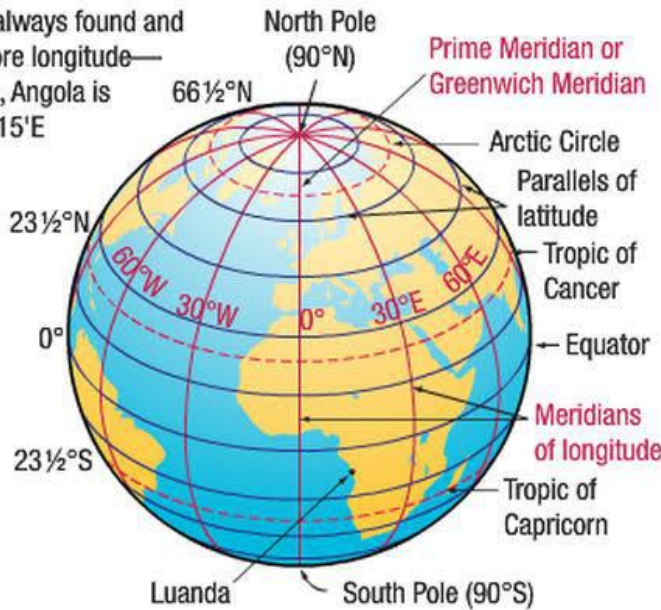 always found and
ore longitude—
, Angola is
15'E
North Pole
(90°N)
Prime Meridian or
Greenwich Meridian
66½°N
Arctic Circle
Parallels of
latitude
23½°N
Tropic of
Cancer
60°W
30°W
0°
30°E
60°E
0°
Equator
Meridians
of longitude
23½°S
Tropic of
Capricorn
Luanda
South Pole (90°S)